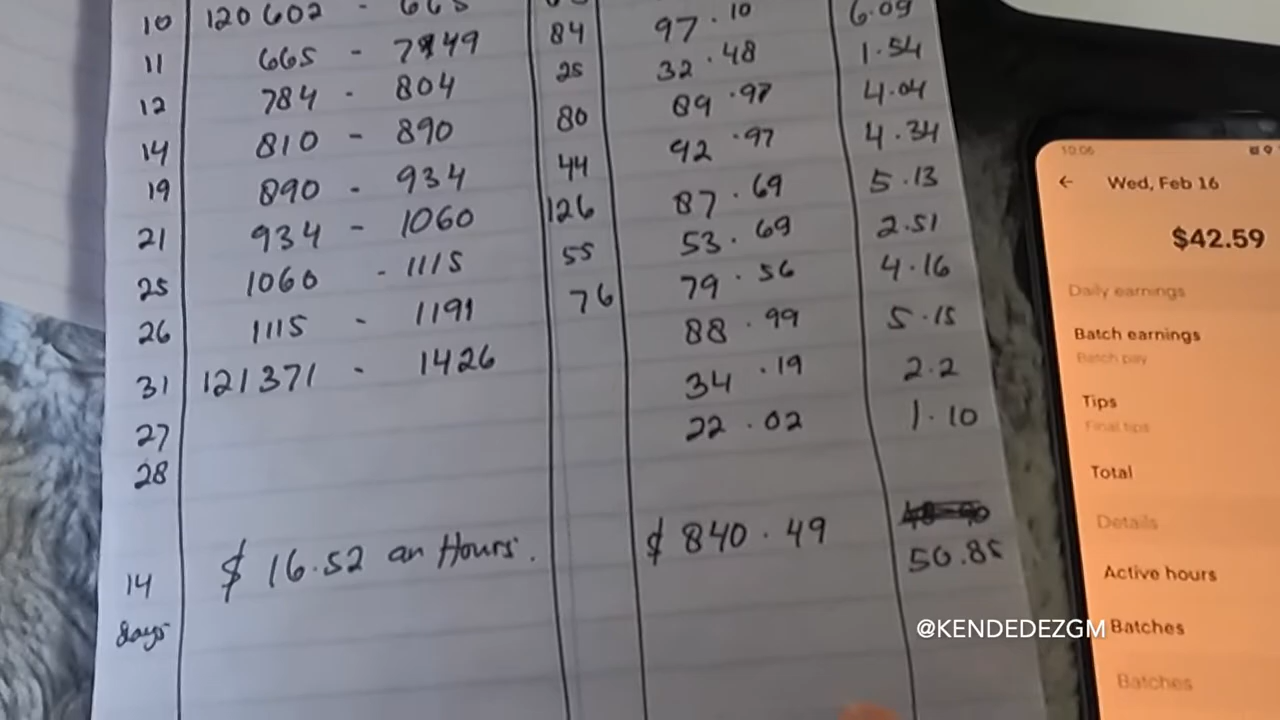 10 120602 - 665 97.10 6.09
11 665 - 749 84 32.48 1.54
12 784 - 804 25 89.97 4.04
14 810 - 890 80 92.97 4.34
19 890 - 934 44 87.69 5.13
21 934 - 1060 126 53.69 2.51
25 1060 - 1115 55 79.56 4.16
26 1115 - 1191 76 88.99 5.15
31 121371 - 1426 34.19 2.2
27 22.02 1.10
28
14 $ 16.52 an Hours. $ 840.49 50.85
days
10:06
Wed, Feb 16
$42.59
Daily earnings
Batch earnings
Batch pay
Tips
Final tips
Total
Details
Active hours
Batches
Batches
@KENDEDEZGM